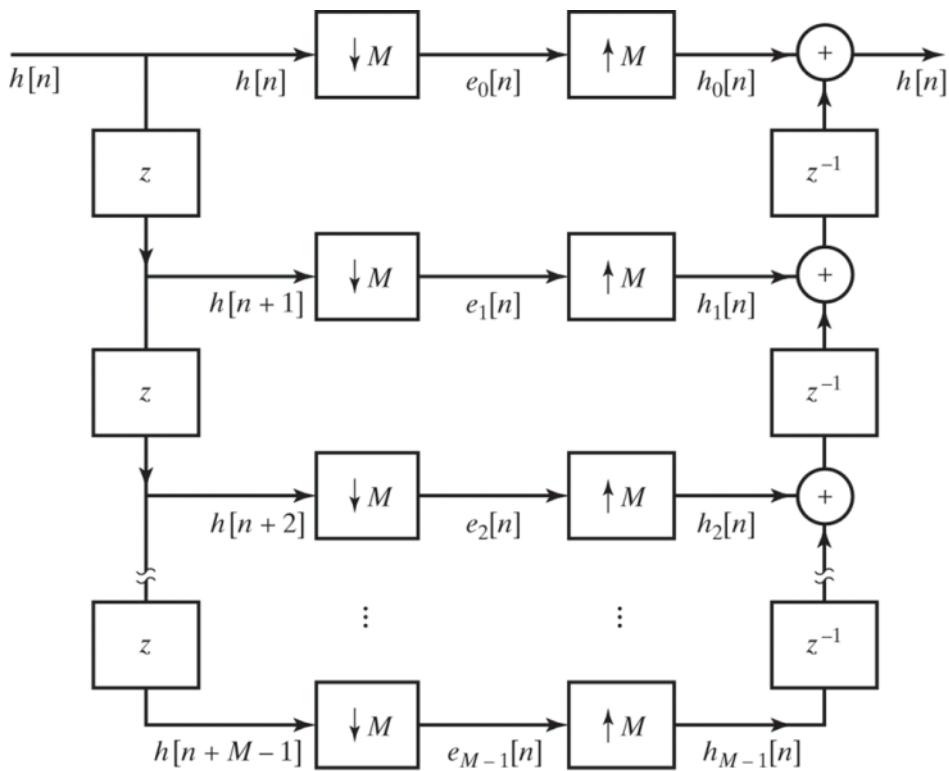 h[n] h[n] ↓ M e₀[n] ↑ M h₀[n] + h[n]
z z⁻¹
h[n + 1] ↓ M e₁[n] ↑ M h₁[n] +
z z⁻¹
h[n + 2] ↓ M e₂[n] ↑ M h₂[n] +
⋮ ⋮
z z⁻¹
h[n + M − 1] ↓ M e_{M − 1}[n] ↑ M h_{M − 1}[n]